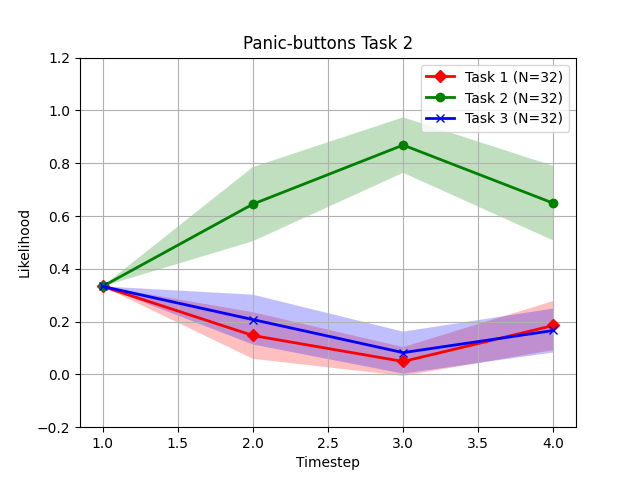 Panic-buttons Task 2
Task 1 (N=32)
Task 2 (N=32)
Task 3 (N=32)
1.2
1.0
0.8
0.6
0.4
0.2
0.0
−0.2
Likelihood
1.0 1.5 2.0 2.5 3.0 3.5 4.0
Timestep